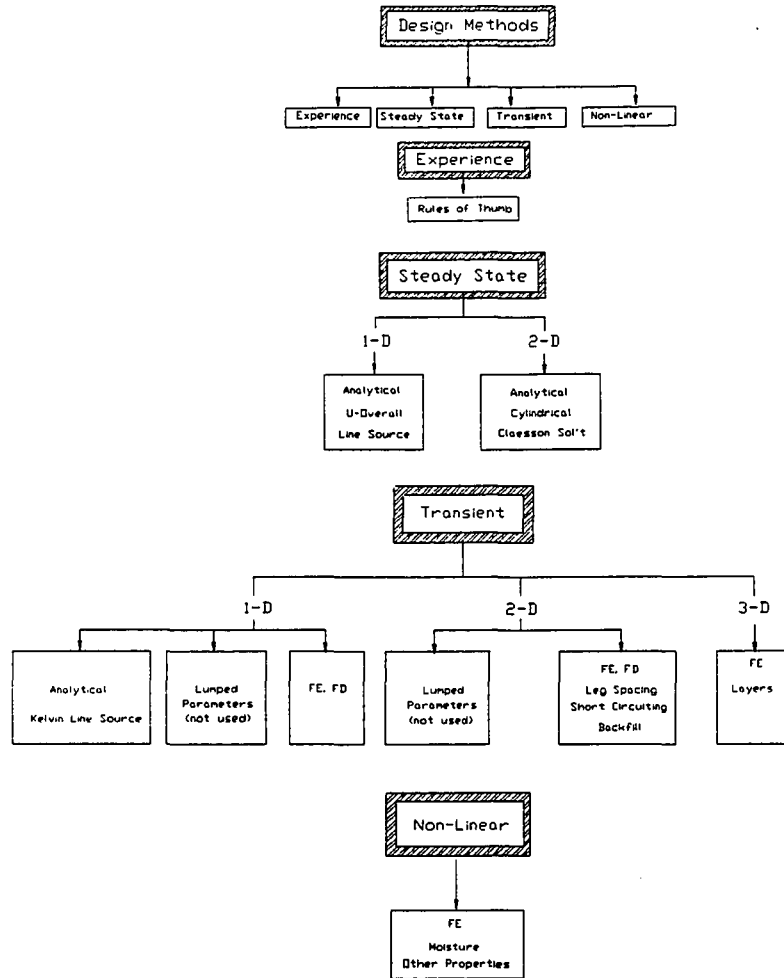 Design Methods
Experience
Steady State
Transient
Non-Linear
Experience
Rules of Thumb
Steady State
1-D
2-D
Analytical
U-Overall
Line Source
Analytical
Cylindrical
Claesson Sol't
Transient
1-D
2-D
3-D
Analytical
Kelvin Line Source
Lumped
Parameters
(not used)
FE, FD
Lumped
Parameters
(not used)
FE, FD
Leg Spacing
Short Circuiting
Backfill
FE
Layers
Non-Linear
FE
Moisture
Other Properties